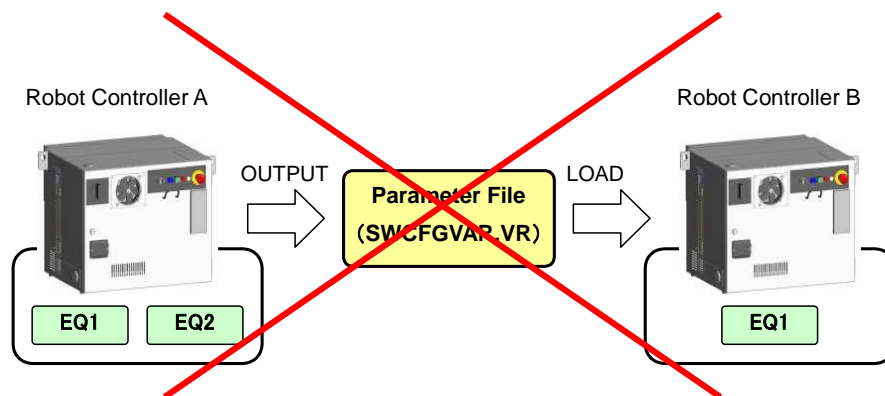 Robot Controller A
Robot Controller B
OUTPUT
LOAD
Parameter File
（SWCFGVAR.VR）
EQ1
EQ2
EQ1